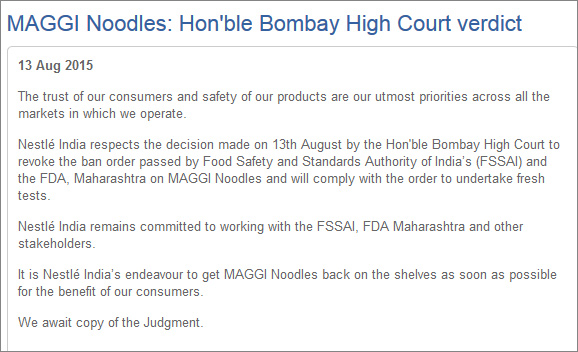 MAGGI Noodles: Hon'ble Bombay High Court verdict
13 Aug 2015
The trust of our consumers and safety of our products are our utmost priorities across all the
markets in which we operate.
Nestlé India respects the decision made on 13th August by the Hon'ble Bombay High Court to
revoke the ban order passed by Food Safety and Standards Authority of India's (FSSAI) and
the FDA, Maharashtra on MAGGI Noodles and will comply with the order to undertake fresh
tests.
Nestlé India remains committed to working with the FSSAI, FDA Maharashtra and other
stakeholders.
It is Nestlé India's endeavour to get MAGGI Noodles back on the shelves as soon as possible
for the benefit of our consumers.
We await copy of the Judgment.